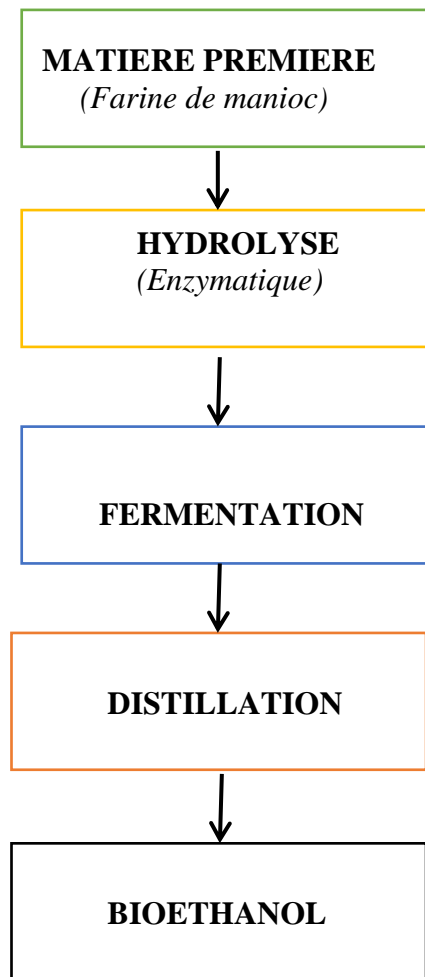 MATIERE PREMIERE
(Farine de manioc)
HYDROLYSE
(Enzymatique)
FERMENTATION
DISTILLATION
BIOETHANOL